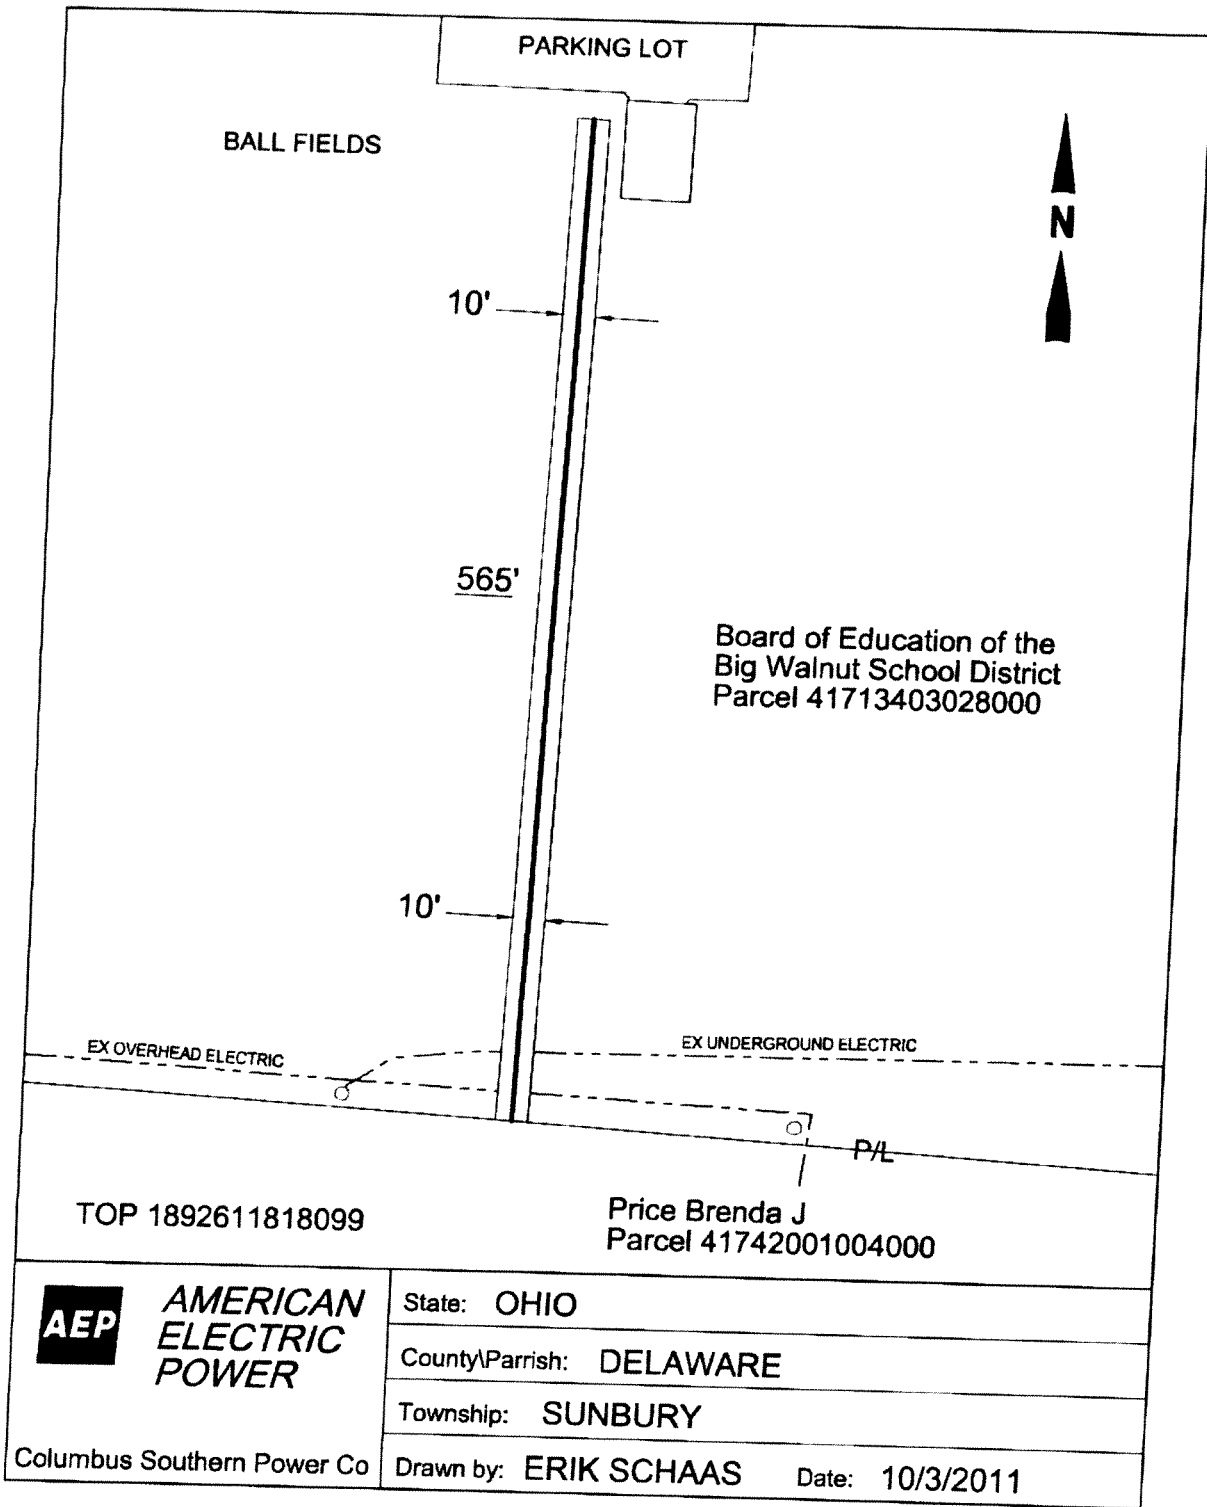 PARKING LOT
BALL FIELDS
N
10'
565'
Board of Education of the
Big Walnut School District
Parcel 41713403028000
10'
EX OVERHEAD ELECTRIC
EX UNDERGROUND ELECTRIC
P/L
TOP 1892611818099
Price Brenda J
Parcel 41742001004000
AEP
AMERICAN
ELECTRIC
POWER
Columbus Southern Power Co
State: OHIO
County\Parrish: DELAWARE
Township: SUNBURY
Drawn by: ERIK SCHAAS Date: 10/3/2011